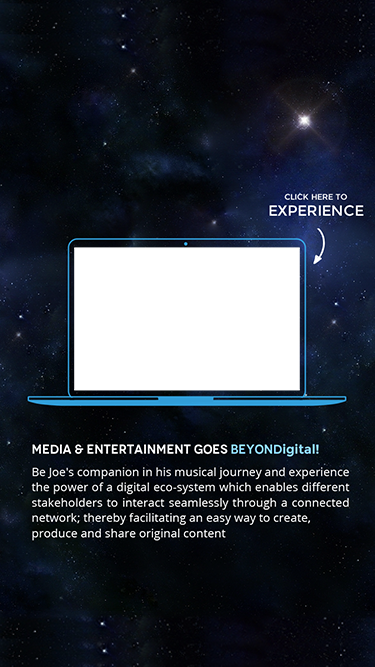 CLICK HERE TO
EXPERIENCE
MEDIA & ENTERTAINMENT GOES BEYONDigital!
Be Joe's companion in his musical journey and experience
the power of a digital eco-system which enables different
stakeholders to interact seamlessly through a connected
network; thereby facilitating an easy way to create,
produce and share original content